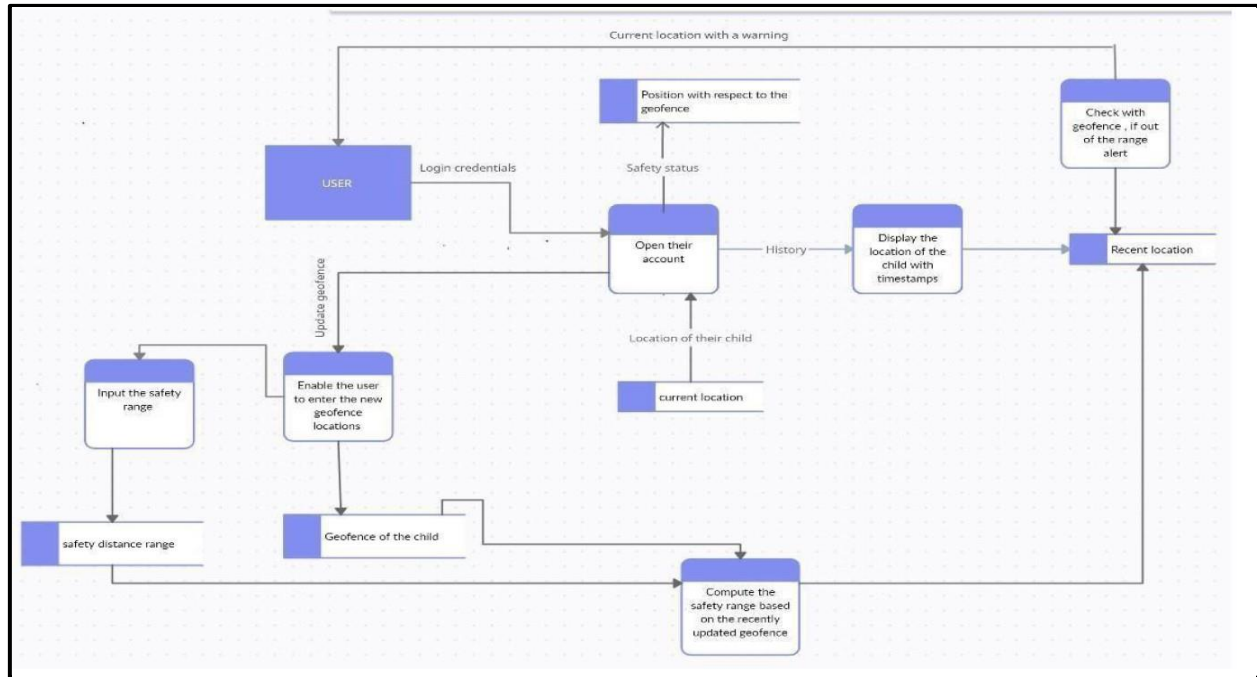 Current location with a warning
Position with respect to the
geofence
Check with
geofence , if out
of the range
alert
USER
Login credentials
Safety status
Open their
account
History
Display the
location of the
child with
timestamps
Recent location
Update geofence
Location of their child
Input the safety
range
Enable the user
to enter the new
geofence
locations
current location
safety distance range
Geofence of the child
Compute the
safety range based
on the recently
updated geofence